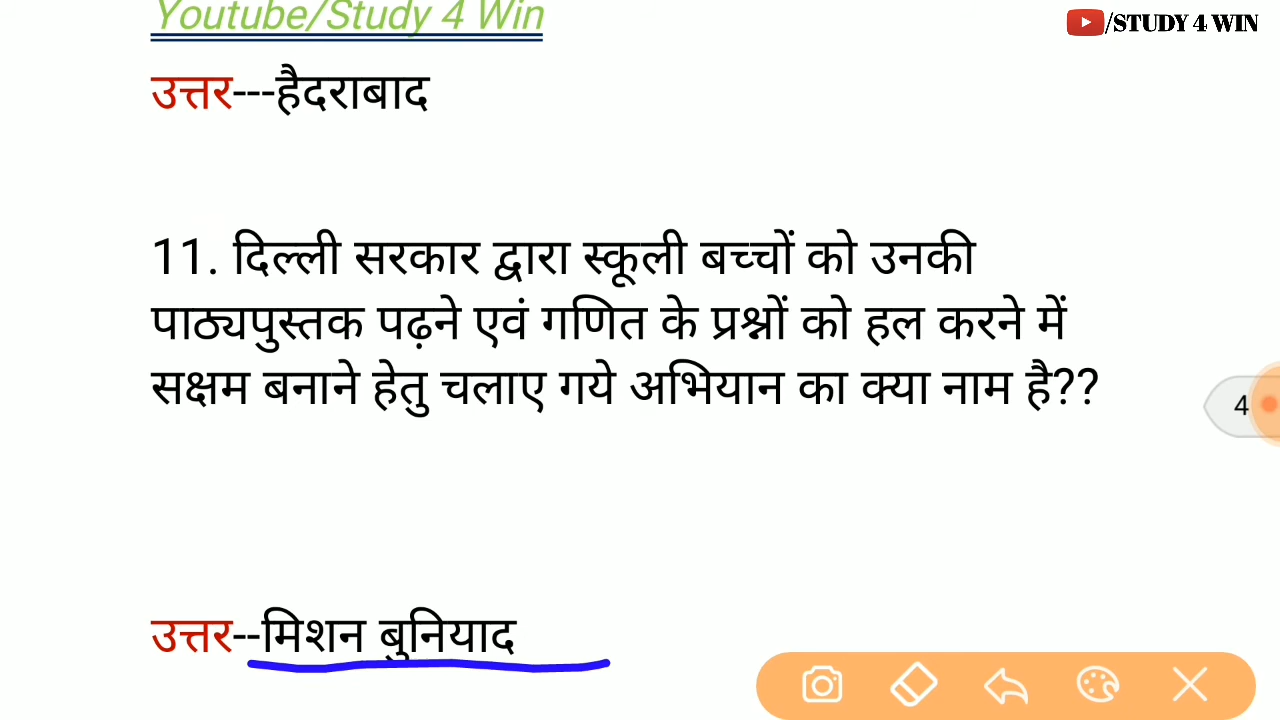 Youtube/Study 4 Win
/STUDY 4 WIN
उत्तर---हैदराबाद
11. दिल्ली सरकार द्वारा स्कूली बच्चों को उनकी
पाठ्यपुस्तक पढ़ने एवं गणित के प्रश्नों को हल करने में
सक्षम बनाने हेतु चलाए गये अभियान का क्या नाम है??
4
उत्तर--मिशन बुनियाद